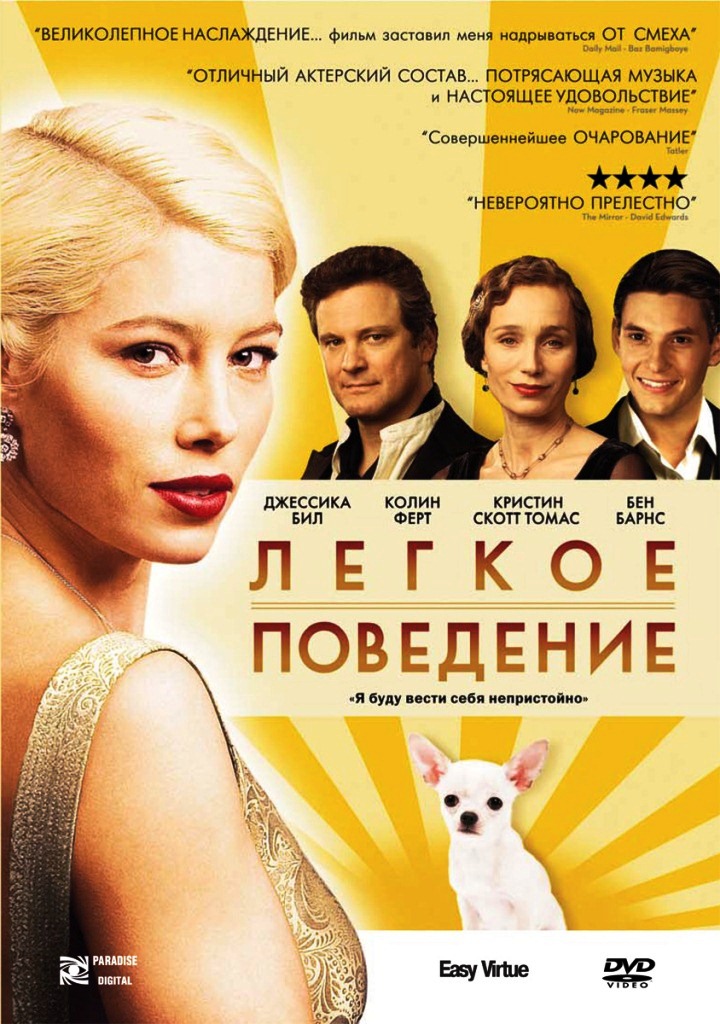 "ВЕЛИКОЛЕПНОЕ НАСЛАЖДЕНИЕ... фильм заставил меня надрываться ОТ СМЕХА"
Daily Mail - Baz Bamigboye
"ОТЛИЧНЫЙ АКТЕРСКИЙ СОСТАВ... ПОТРЯСАЮЩАЯ МУЗЫКА
и НАСТОЯЩЕЕ УДОВОЛЬСТВИЕ"
Now Magazine - Fraser Massey
"Совершеннейшее ОЧАРОВАНИЕ"
Tatler
"НЕВЕРОЯТНО ПРЕЛЕСТНО"
The Mirror - David Edwards
ДЖЕССИКА БИЛ
КОЛИН ФЕРТ
КРИСТИН СКОТТ ТОМАС
БЕН БАРНС
ЛЕГКОЕ
ПОВЕДЕНИЕ
«Я буду вести себя непристойно»
PARADISE
DIGITAL
Easy Virtue
DVD
VIDEO